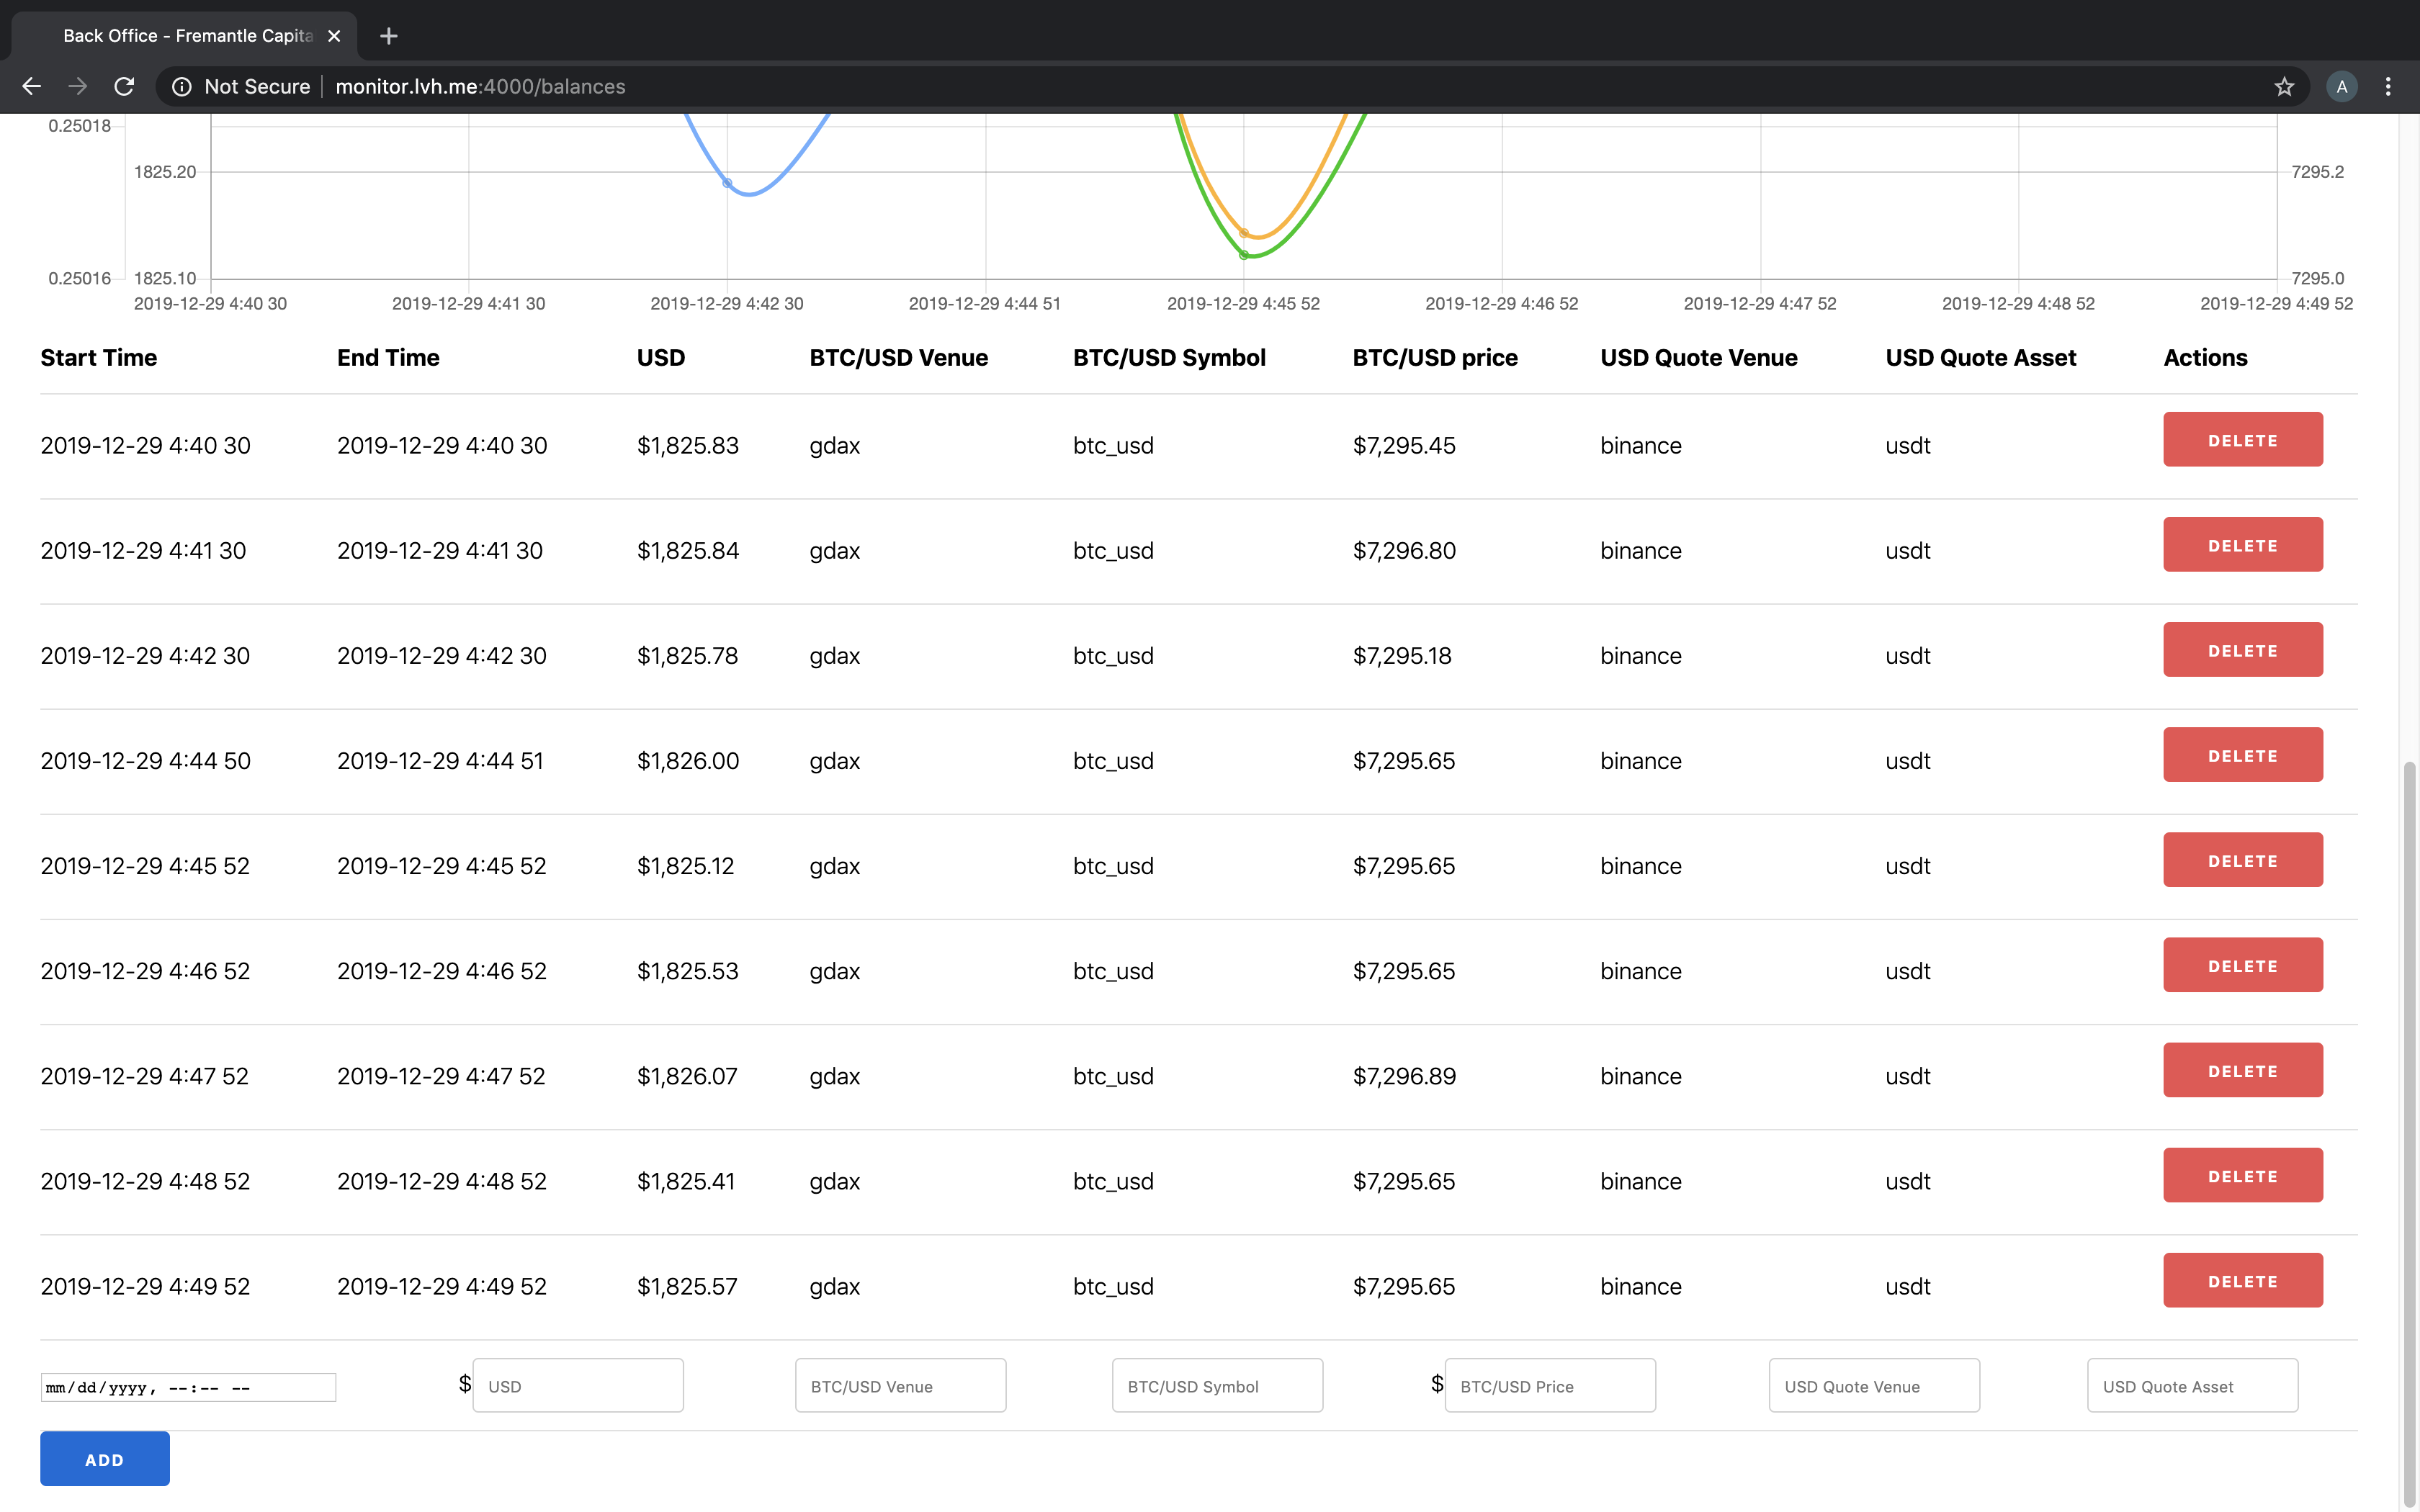 Back Office - Fremantle Capita
Not Secure monitor.lvh.me:4000/balances
0.25018
1825.20 7295.2
0.25016 1825.10 7295.0
2019-12-29 4:40 30 2019-12-29 4:41 30 2019-12-29 4:42 30 2019-12-29 4:44 51 2019-12-29 4:45 52 2019-12-29 4:46 52 2019-12-29 4:47 52 2019-12-29 4:48 52 2019-12-29 4:49 52
Start Time End Time USD BTC/USD Venue BTC/USD Symbol BTC/USD price USD Quote Venue USD Quote Asset Actions
2019-12-29 4:40 30 2019-12-29 4:40 30 $1,825.83 gdax btc_usd $7,295.45 binance usdt DELETE
2019-12-29 4:41 30 2019-12-29 4:41 30 $1,825.84 gdax btc_usd $7,296.80 binance usdt DELETE
2019-12-29 4:42 30 2019-12-29 4:42 30 $1,825.78 gdax btc_usd $7,295.18 binance usdt DELETE
2019-12-29 4:44 50 2019-12-29 4:44 51 $1,826.00 gdax btc_usd $7,295.65 binance usdt DELETE
2019-12-29 4:45 52 2019-12-29 4:45 52 $1,825.12 gdax btc_usd $7,295.65 binance usdt DELETE
2019-12-29 4:46 52 2019-12-29 4:46 52 $1,825.53 gdax btc_usd $7,295.65 binance usdt DELETE
2019-12-29 4:47 52 2019-12-29 4:47 52 $1,826.07 gdax btc_usd $7,296.89 binance usdt DELETE
2019-12-29 4:48 52 2019-12-29 4:48 52 $1,825.41 gdax btc_usd $7,295.65 binance usdt DELETE
2019-12-29 4:49 52 2019-12-29 4:49 52 $1,825.57 gdax btc_usd $7,295.65 binance usdt DELETE
mm/dd/yyyy, --:-- -- $ USD BTC/USD Venue BTC/USD Symbol $ BTC/USD Price USD Quote Venue USD Quote Asset
ADD